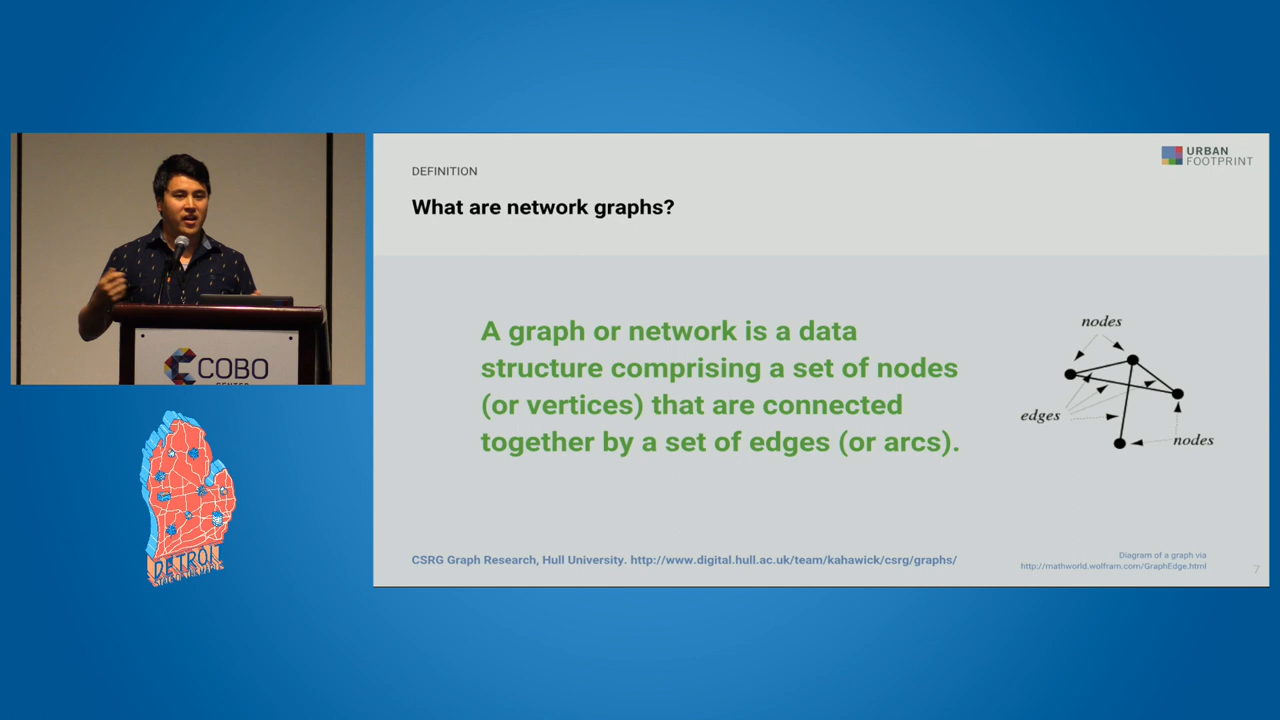 DEFINITION
What are network graphs?
URBAN
FOOTPRINT
A graph or network is a data
structure comprising a set of nodes
(or vertices) that are connected
together by a set of edges (or arcs).
nodes
edges
nodes
CSRG Graph Research, Hull University. http://www.digital.hull.ac.uk/team/kahawick/csrg/graphs/
Diagram of a graph via
http://mathworld.wolfram.com/GraphEdge.html
7
COBO
CENTER
DETROIT